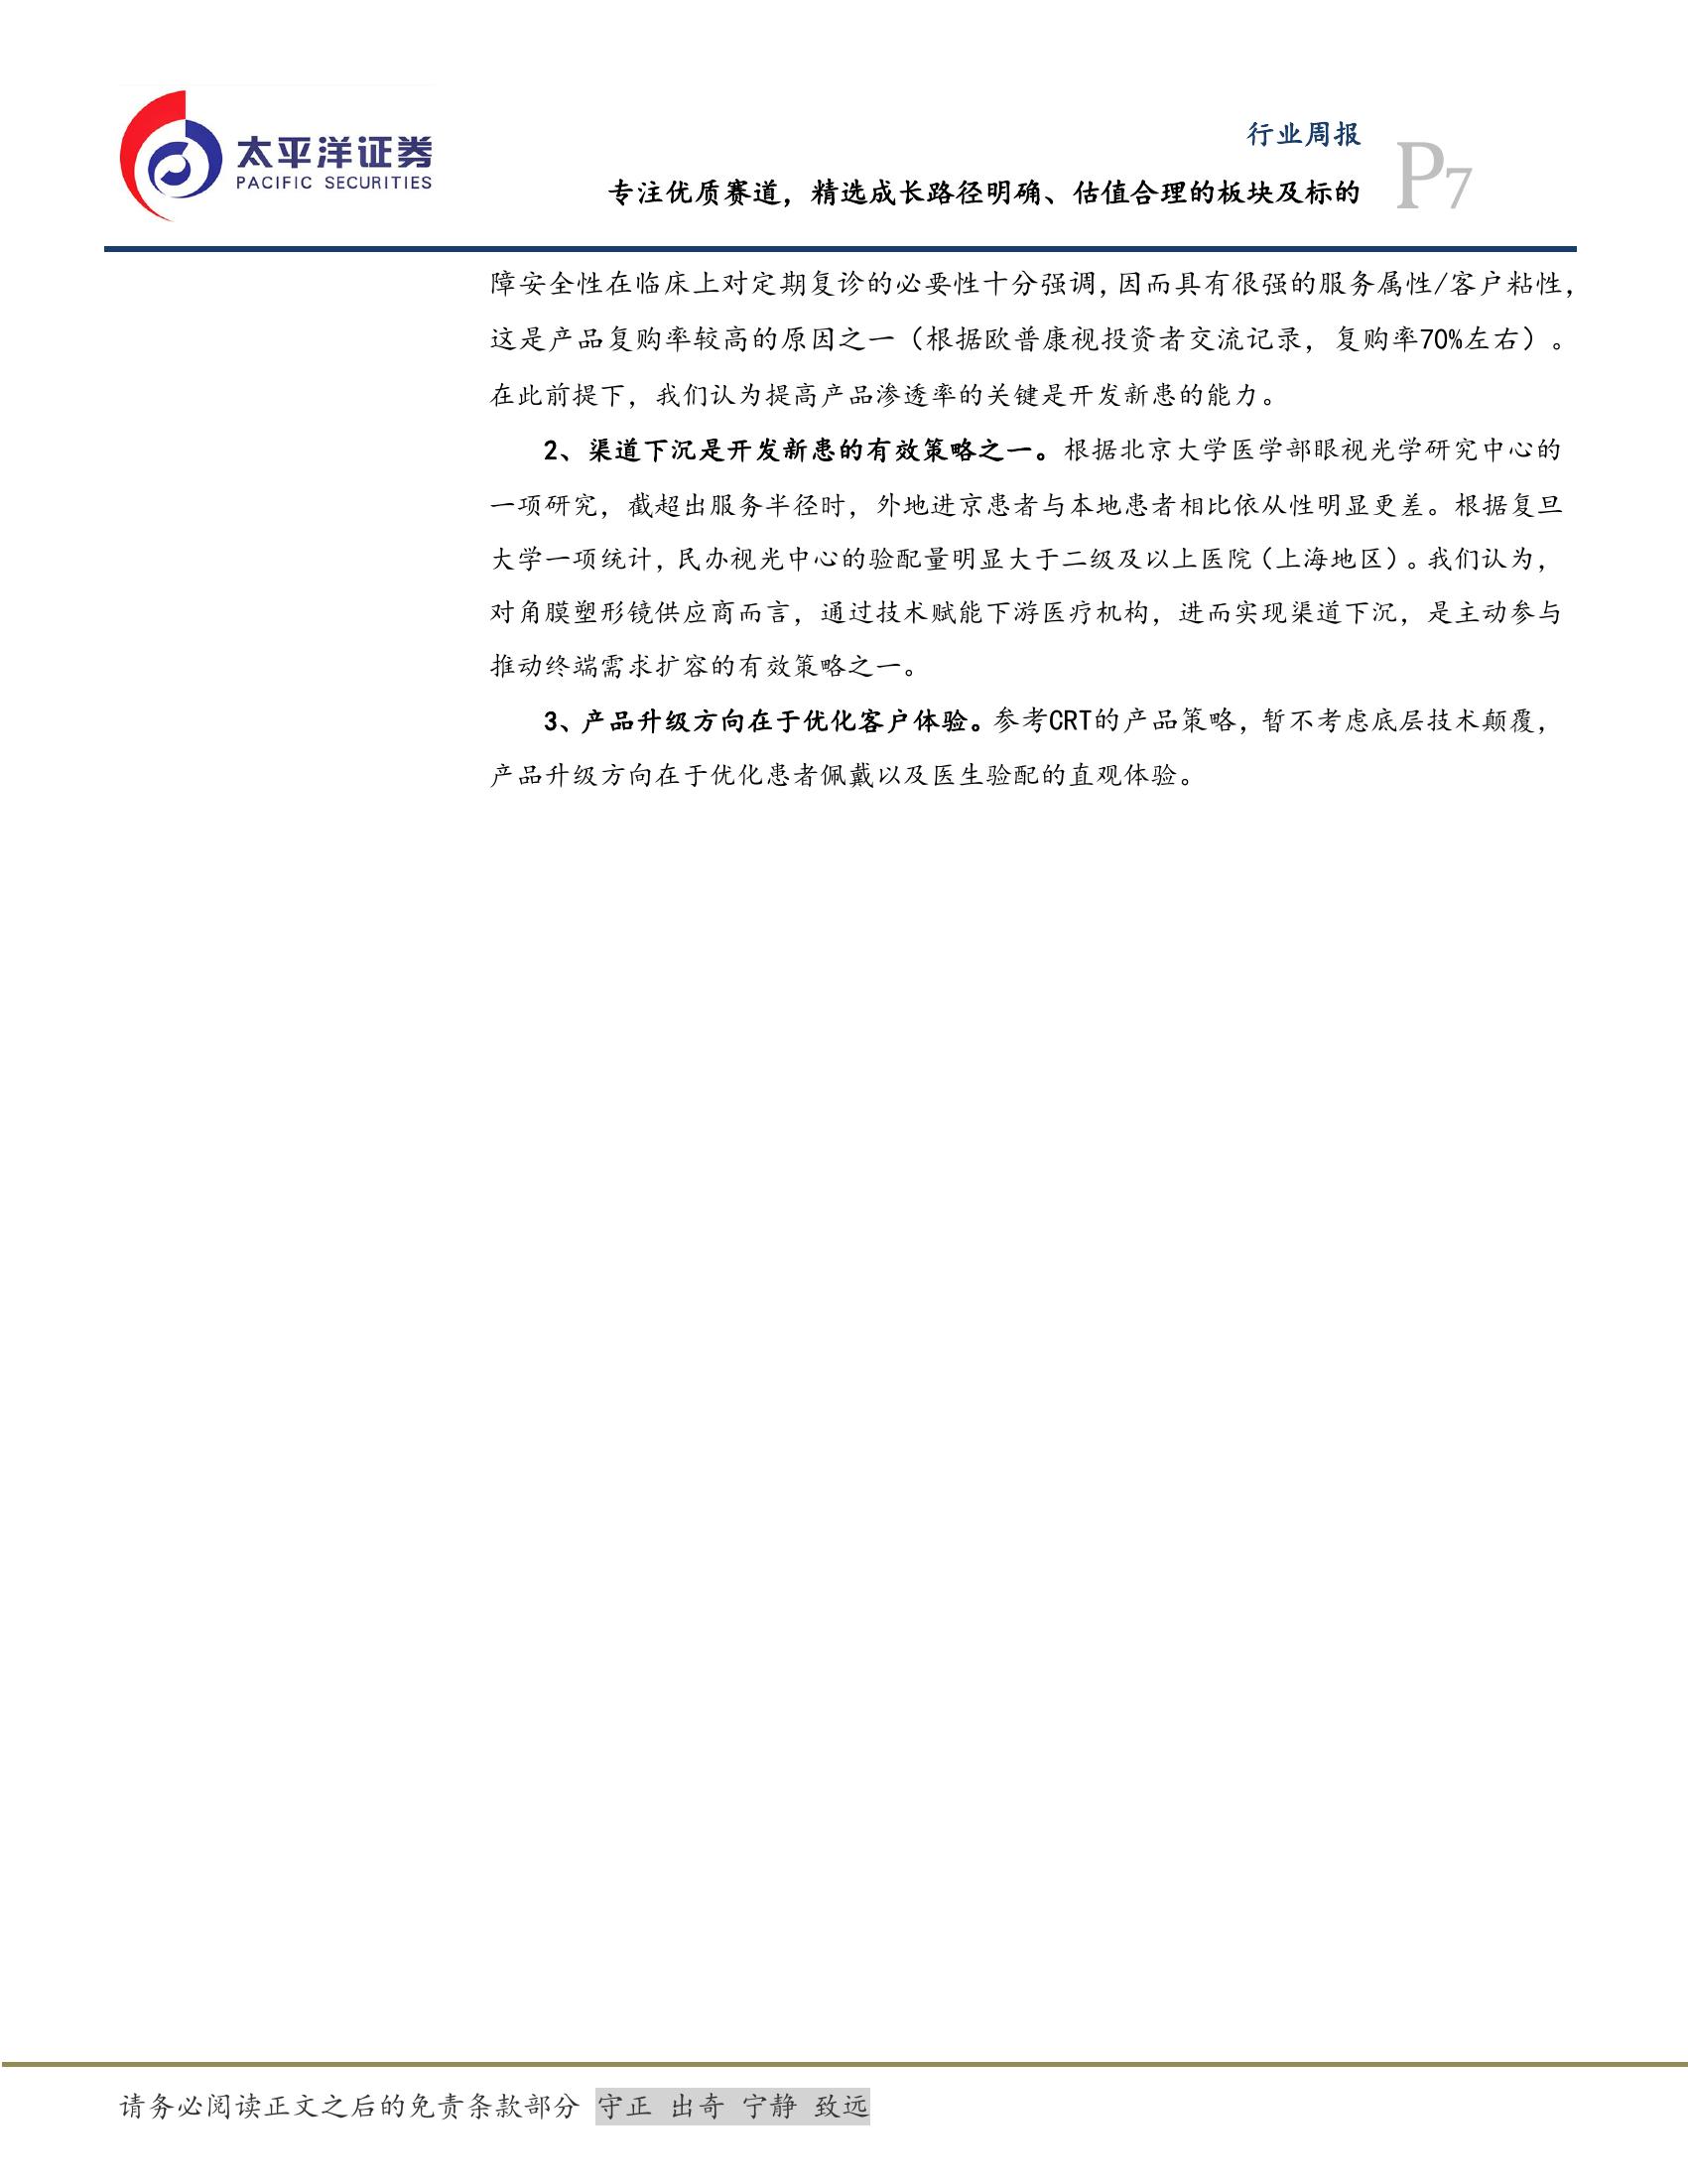 太平洋证券
PACIFIC SECURITIES
行业周报
专注优质赛道，精选成长路径明确、估值合理的板块及标的
P7
障安全性在临床上对定期复诊的必要性十分强调，因而具有很强的服务属性/客户粘性，
这是产品复购率较高的原因之一（根据欧普康视投资者交流记录，复购率70%左右）。
在此前提下，我们认为提高产品渗透率的关键是开发新患的能力。
2、渠道下沉是开发新患的有效策略之一。根据北京大学医学部眼视光学研究中心的
一项研究，截超出服务半径时，外地进京患者与本地患者相比依从性明显更差。根据复旦
大学一项统计，民办视光中心的验配量明显大于二级及以上医院（上海地区）。我们认为，
对角膜塑形镜供应商而言，通过技术赋能下游医疗机构，进而实现渠道下沉，是主动参与
推动终端需求扩容的有效策略之一。
3、产品升级方向在于优化客户体验。参考CRT的产品策略，暂不考虑底层技术颠覆，
产品升级方向在于优化患者佩戴以及医生验配的直观体验。
请务必阅读正文之后的免责条款部分 守正 出奇 宁静 致远